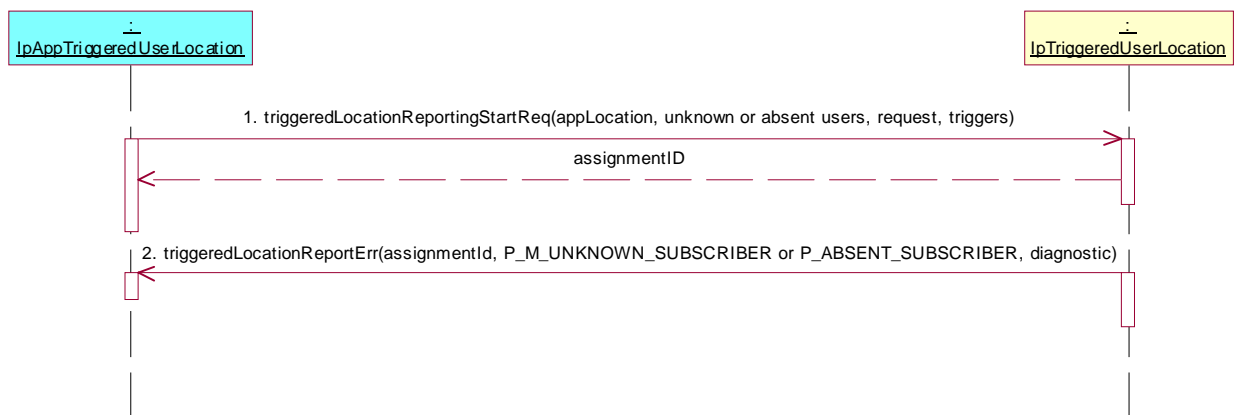 :
IpAppTriggeredUserLocation
:
IpTriggeredUserLocation
1. triggeredLocationReportingStartReq(appLocation, unknown or absent users, request, triggers)
assignmentID
2. triggeredLocationReportErr(assignmentId, P_M_UNKNOWN_SUBSCRIBER or P_ABSENT_SUBSCRIBER, diagnostic)